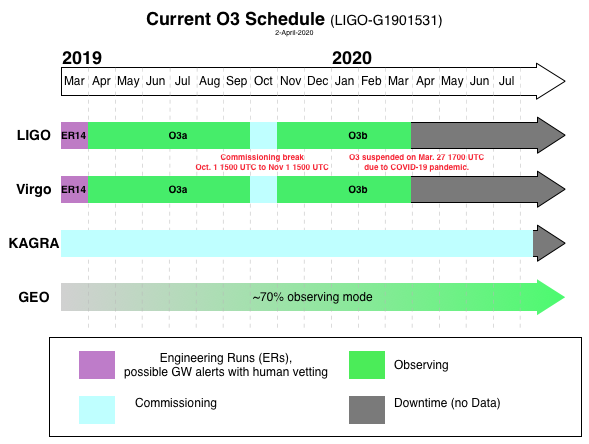 Current O3 Schedule (LIGO-G1901531)
2-April-2020
2019 2020
Mar Apr May Jun Jul Aug Sep Oct Nov Dec Jan Feb Mar Apr May Jun Jul
LIGO ER14 O3a O3b
Commissioning break O3 suspended on Mar. 27 1700 UTC
Oct. 1 1500 UTC to Nov 1 1500 UTC due to COVID-19 pandemic.
Virgo ER14 O3a O3b
KAGRA
GEO ~70% observing mode
Engineering Runs (ERs), Observing
possible GW alerts with human vetting
Commissioning Downtime (no Data)